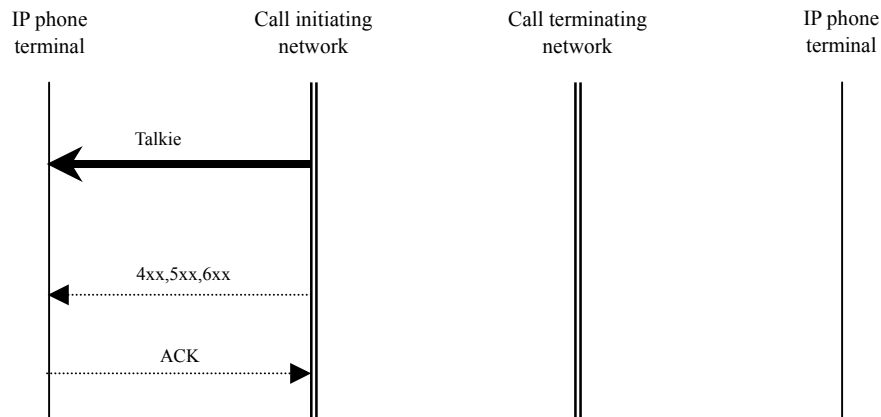 IP phone
terminal
Call initiating
network
Call terminating
network
IP phone
terminal
Talkie
4xx,5xx,6xx
ACK